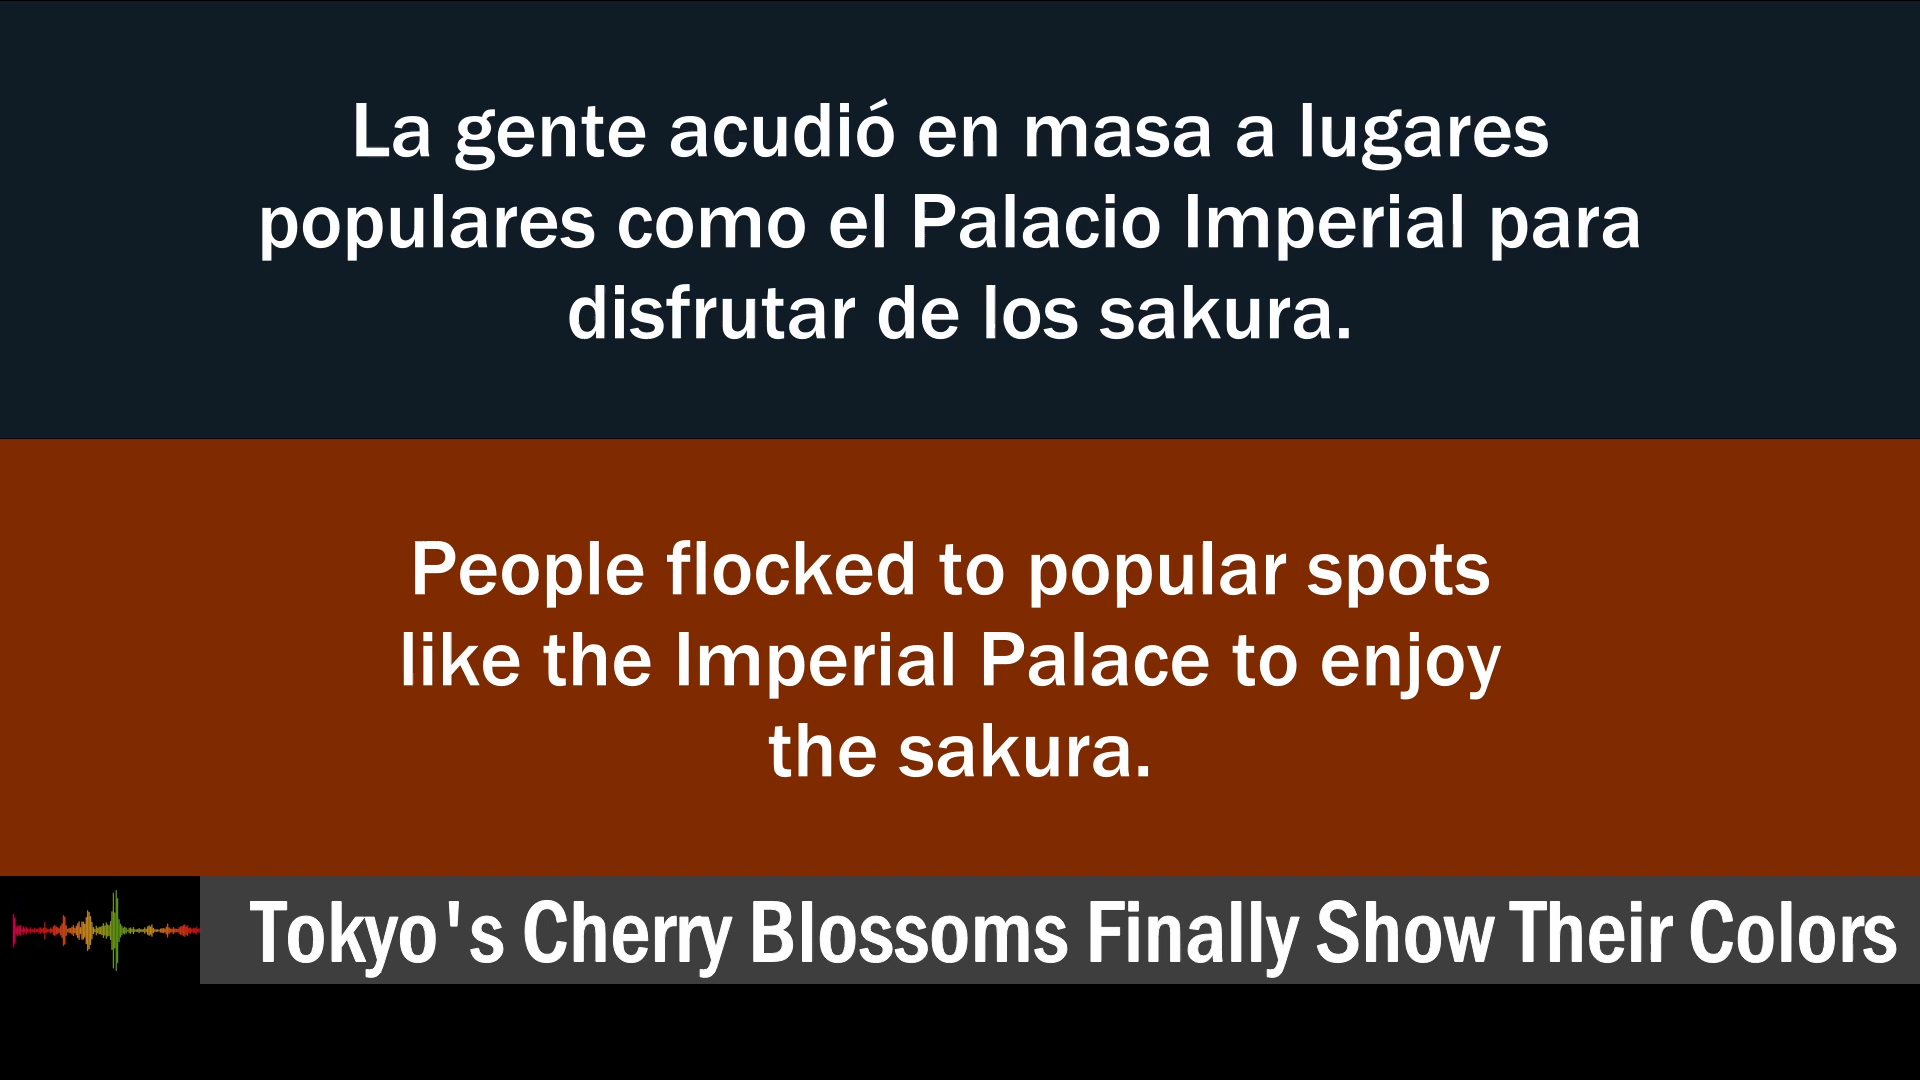 La gente acudió en masa a lugares
populares como el Palacio Imperial para
disfrutar de los sakura.
People flocked to popular spots
like the Imperial Palace to enjoy
the sakura.
Tokyo's Cherry Blossoms Finally Show Their Colors